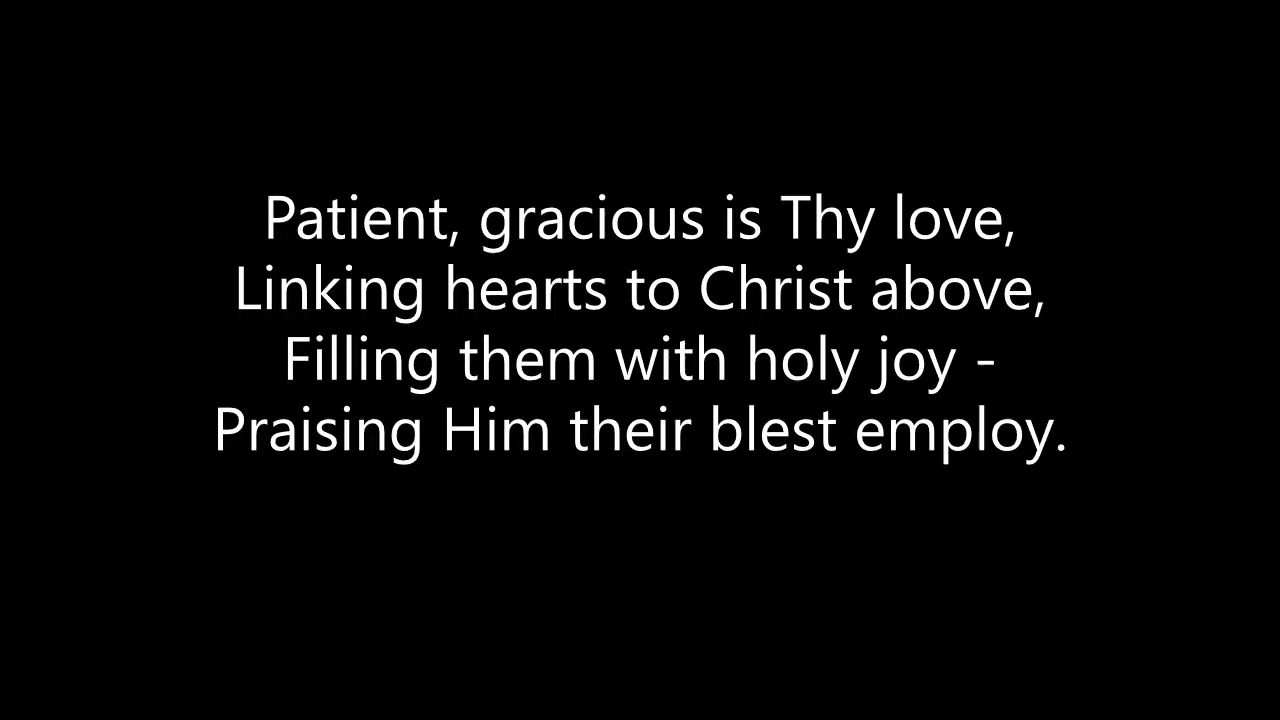 Patient, gracious is Thy love,
Linking hearts to Christ above,
Filling them with holy joy -
Praising Him their blest employ.